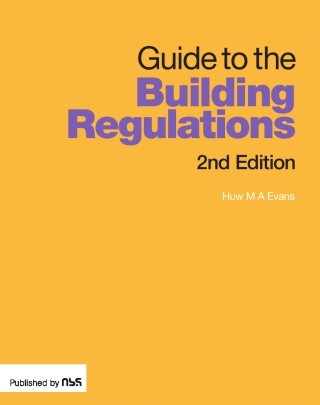 Guide to the
Building
Regulations
2nd Edition
Huw M A Evans
Published by nbs